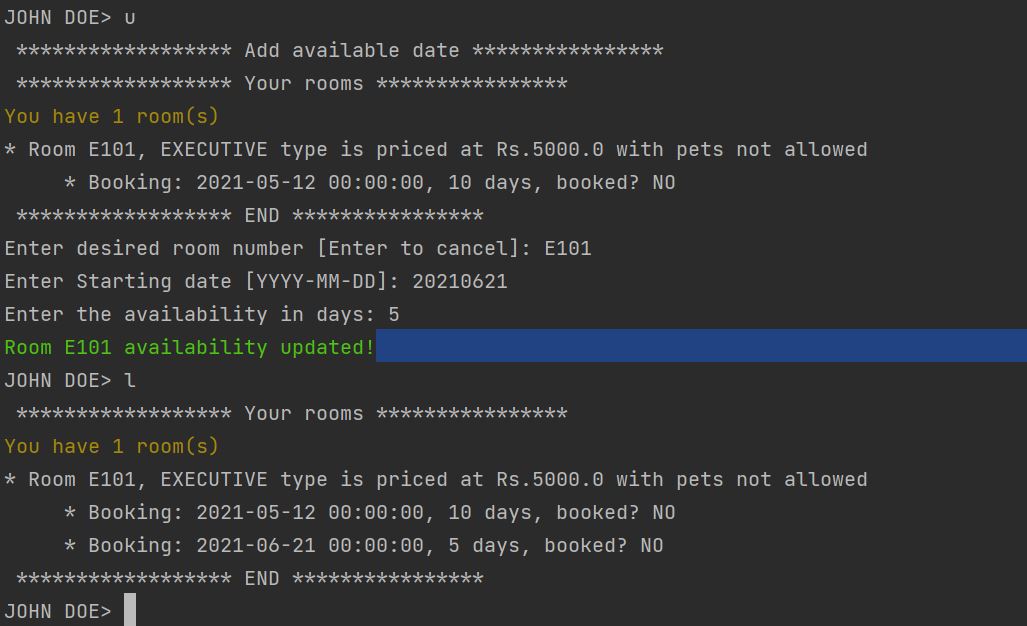 JOHN DOE> u
 ****************** Add available date ****************
 ****************** Your rooms ****************
You have 1 room(s)
* Room E101, EXECUTIVE type is priced at Rs.5000.0 with pets not allowed
     * Booking: 2021-05-12 00:00:00, 10 days, booked? NO
 ****************** END ****************
Enter desired room number [Enter to cancel]: E101
Enter Starting date [YYYY-MM-DD]: 20210621
Enter the availability in days: 5
Room E101 availability updated!
JOHN DOE> l
 ****************** Your rooms ****************
You have 1 room(s)
* Room E101, EXECUTIVE type is priced at Rs.5000.0 with pets not allowed
     * Booking: 2021-05-12 00:00:00, 10 days, booked? NO
     * Booking: 2021-06-21 00:00:00, 5 days, booked? NO
 ****************** END ****************
JOHN DOE>